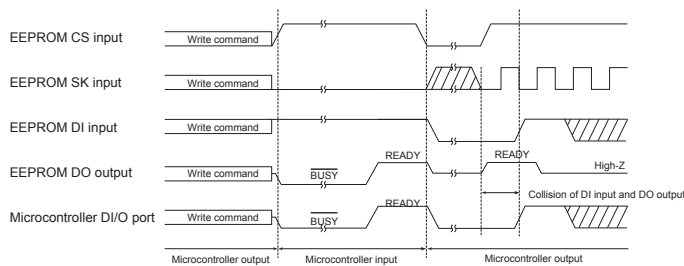 EEPROM CS input
Write command
EEPROM SK input
Write command
EEPROM DI input
Write command
READY
READY
EEPROM DO output
Write command
BUSY
High-Z
Collision of DI input and DO output
READY
Microcontroller DI/O port
Write command
BUSY
Microcontroller output
Microcontroller input
Microcontroller output